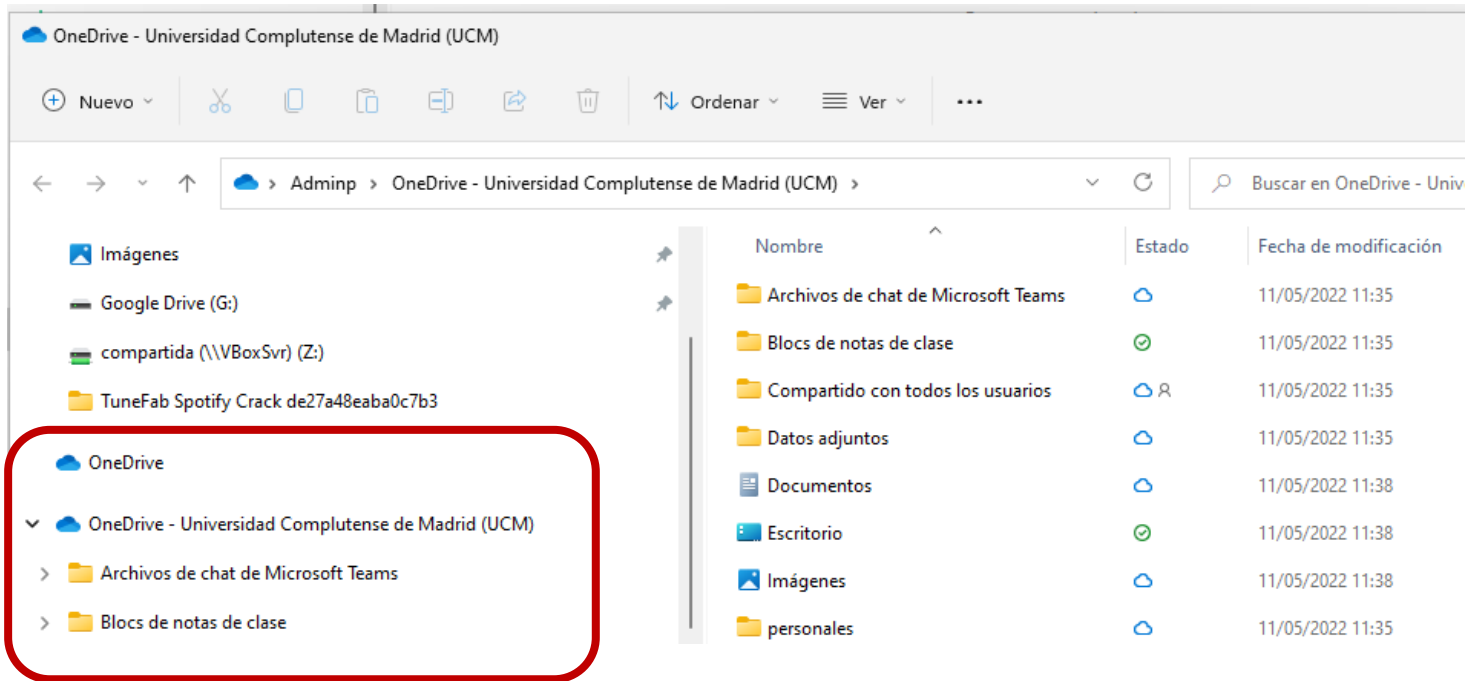 OneDrive - Universidad Complutense de Madrid (UCM)
Nuevo
Ordenar
Ver
Adminp > OneDrive - Universidad Complutense de Madrid (UCM) >
Buscar en OneDrive - Univ
Imágenes
Google Drive (G:)
compartida (\\VBoxSvr) (Z:)
TuneFab Spotify Crack de27a48eaba0c7b3
OneDrive
OneDrive - Universidad Complutense de Madrid (UCM)
Archivos de chat de Microsoft Teams
Blocs de notas de clase
Nombre Estado Fecha de modificación
Archivos de chat de Microsoft Teams 11/05/2022 11:35
Blocs de notas de clase 11/05/2022 11:35
Compartido con todos los usuarios 11/05/2022 11:35
Datos adjuntos 11/05/2022 11:35
Documentos 11/05/2022 11:38
Escritorio 11/05/2022 11:38
Imágenes 11/05/2022 11:38
personales 11/05/2022 11:35